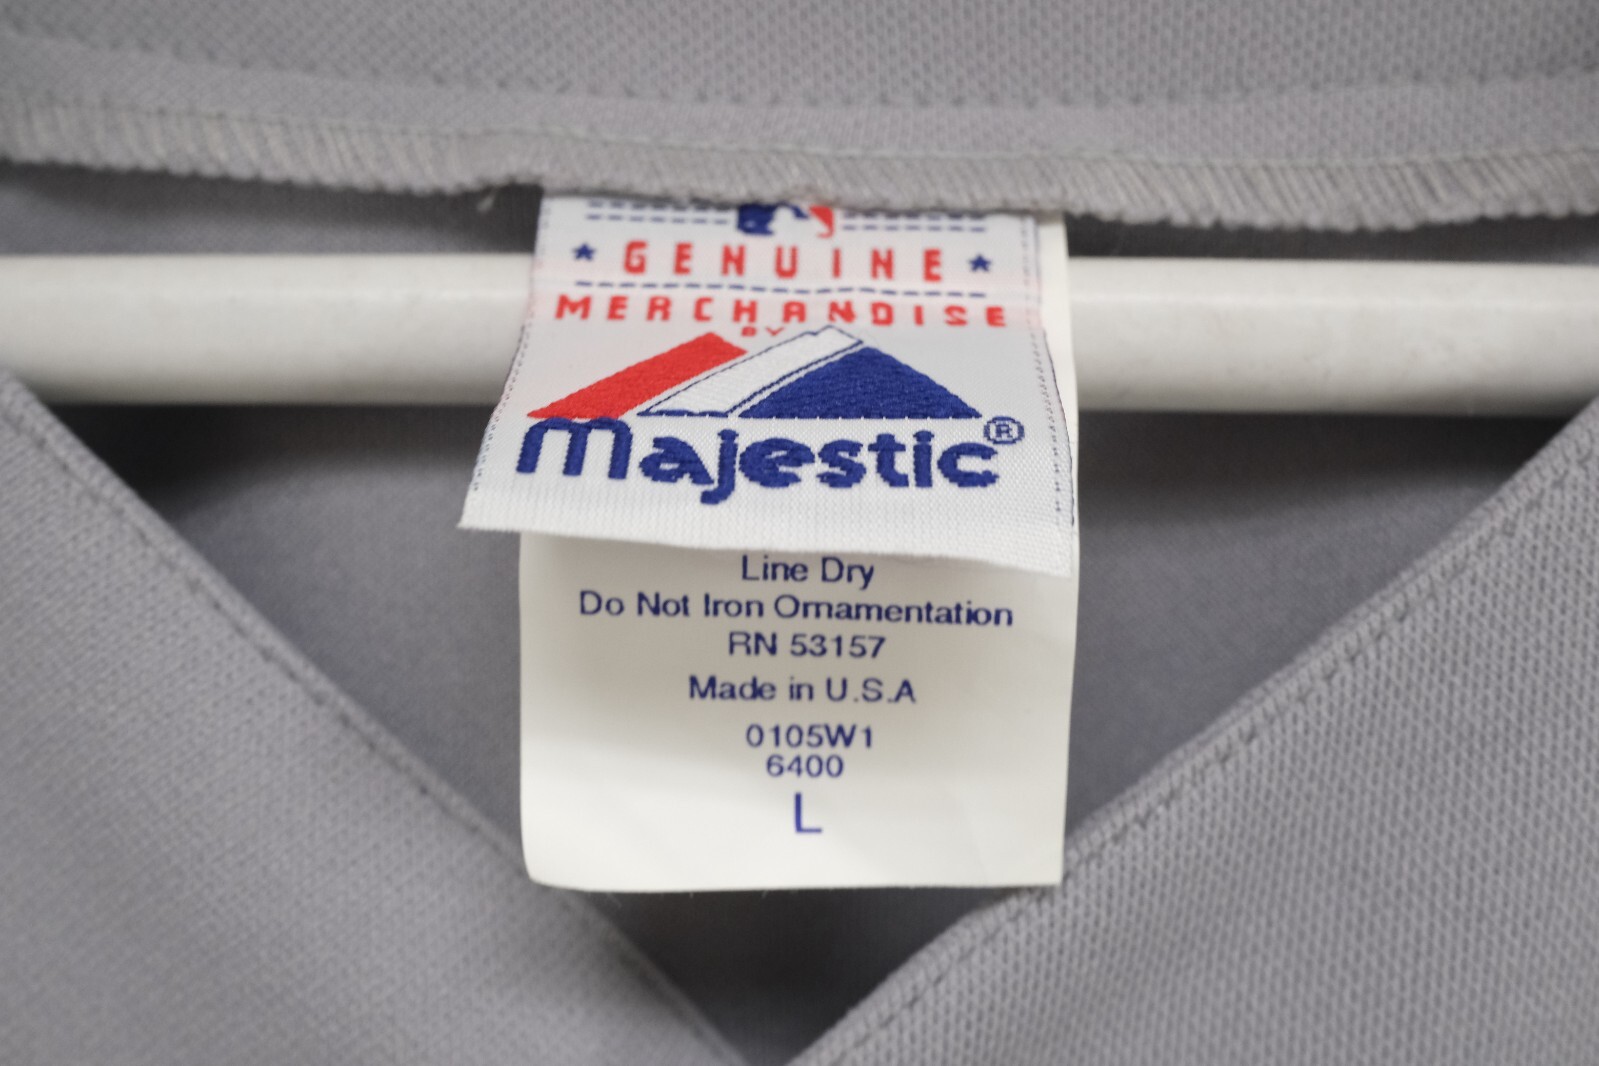 ★ GENUINE ★
MERCHANDISE
BY
majestic®
Line Dry
Do Not Iron Ornamentation
RN 53157
Made in U.S.A
0105W1
6400
L